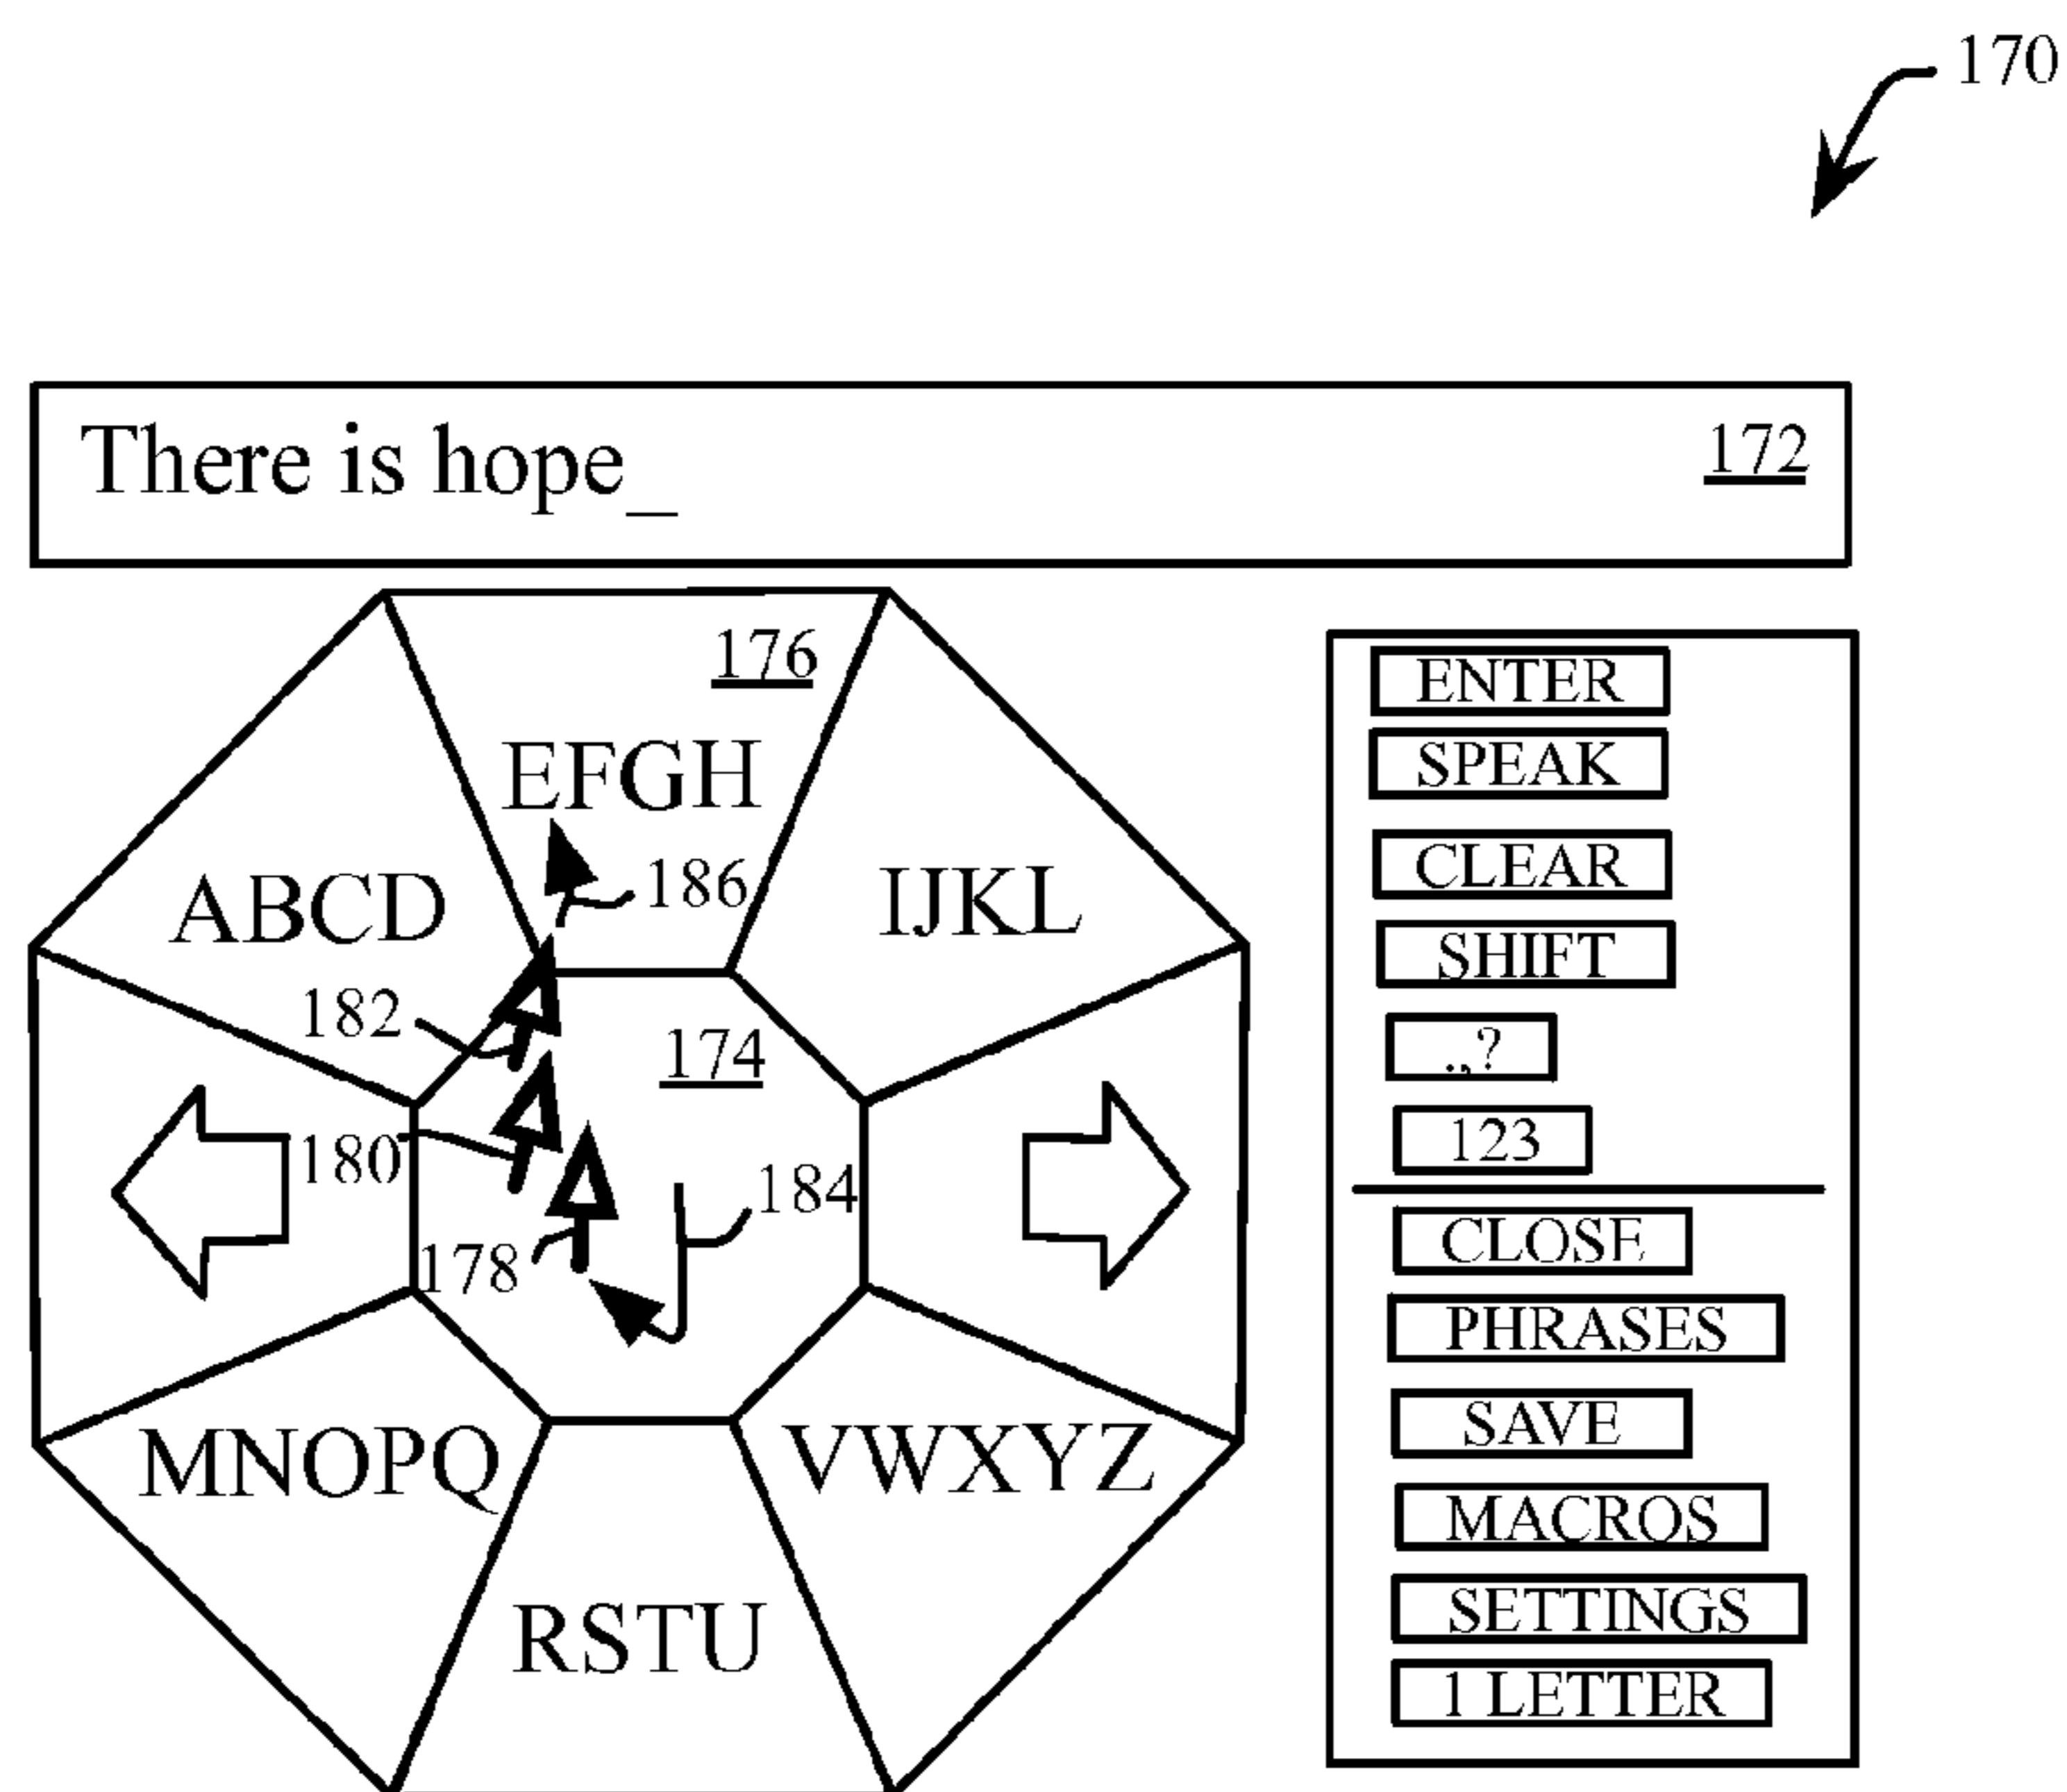 170
There is hope_ 172
176
EFGH
ABCD
186
IJKL
182
174
180
184
178
MNOPQ
VWXYZ
RSTU
ENTER
SPEAK
CLEAR
SHIFT
.,?
123
CLOSE
PHRASES
SAVE
MACROS
SETTINGS
1 LETTER